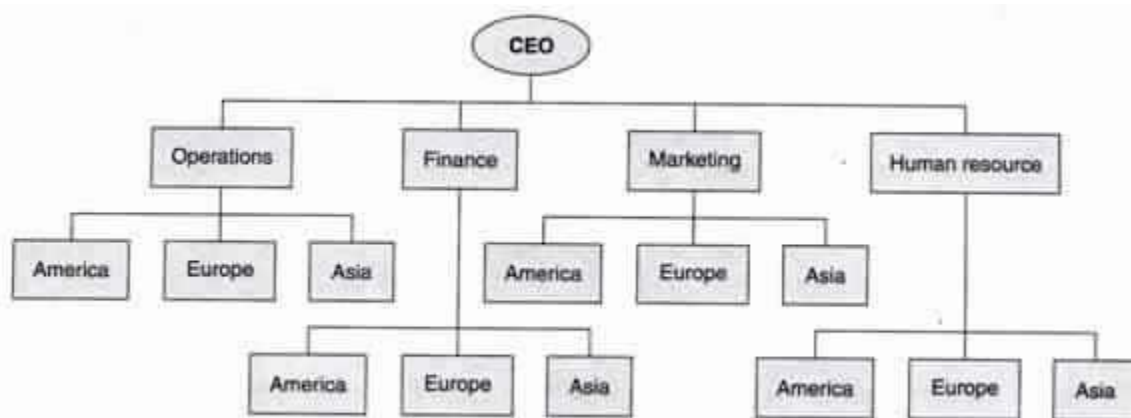 CEO
Operations
Finance
Marketing
Human resource
America
Europe
Asia
America
Europe
Asia
America
Europe
Asia
America
Europe
Asia